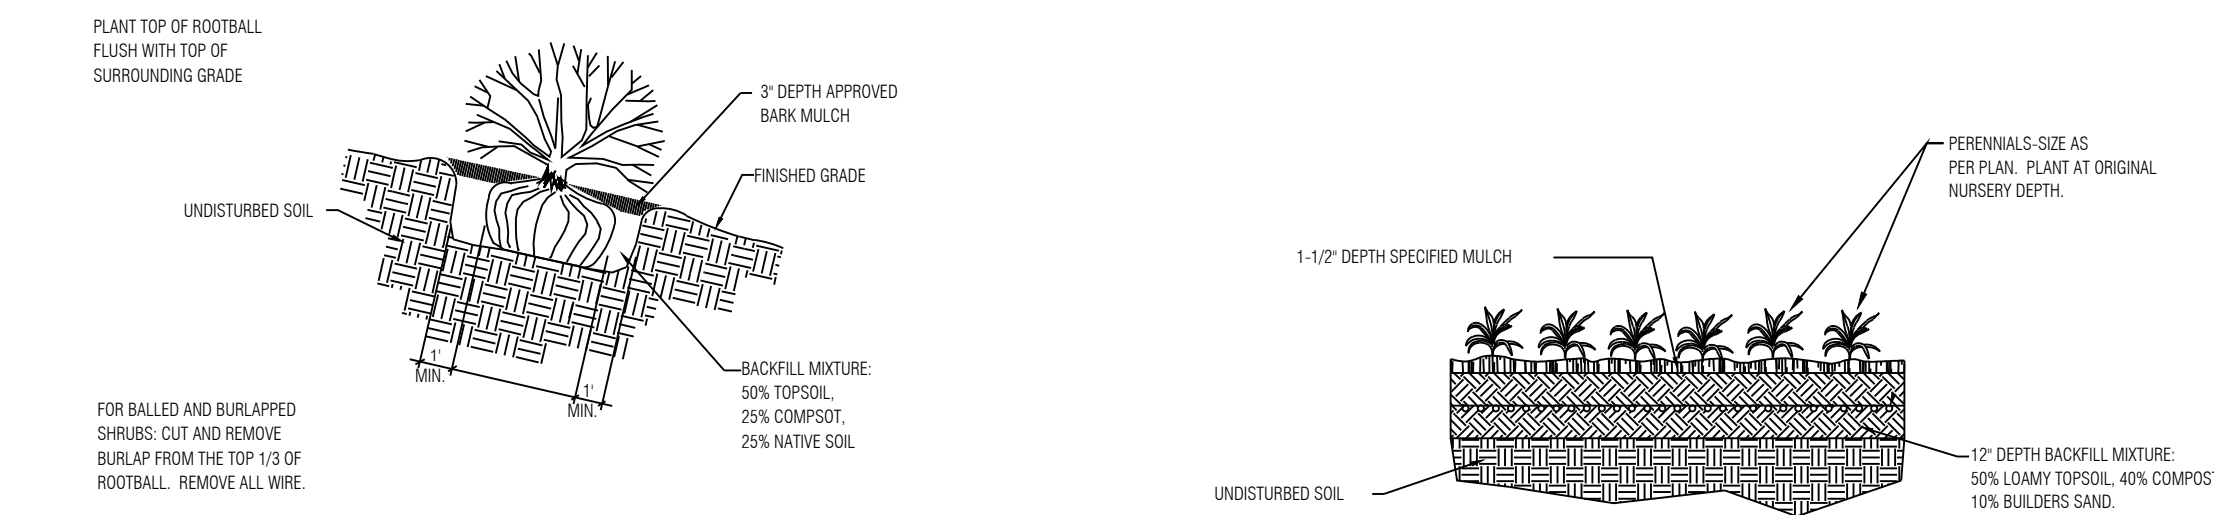 PLANT TOP OF ROOTBALL
FLUSH WITH TOP OF
SURROUNDING GRADE
3" DEPTH APPROVED
BARK MULCH
FINISHED GRADE
UNDISTURBED SOIL
1'
MIN.
1'
MIN.
BACKFILL MIXTURE:
50% TOPSOIL,
25% COMPSOT,
25% NATIVE SOIL
FOR BALLED AND BURLAPPED
SHRUBS: CUT AND REMOVE
BURLAP FROM THE TOP 1/3 OF
ROOTBALL. REMOVE ALL WIRE.
PERENNIALS-SIZE AS
PER PLAN. PLANT AT ORIGINAL
NURSERY DEPTH.
1-1/2" DEPTH SPECIFIED MULCH
12" DEPTH BACKFILL MIXTURE:
50% LOAMY TOPSOIL, 40% COMPOST
10% BUILDERS SAND.
UNDISTURBED SOIL